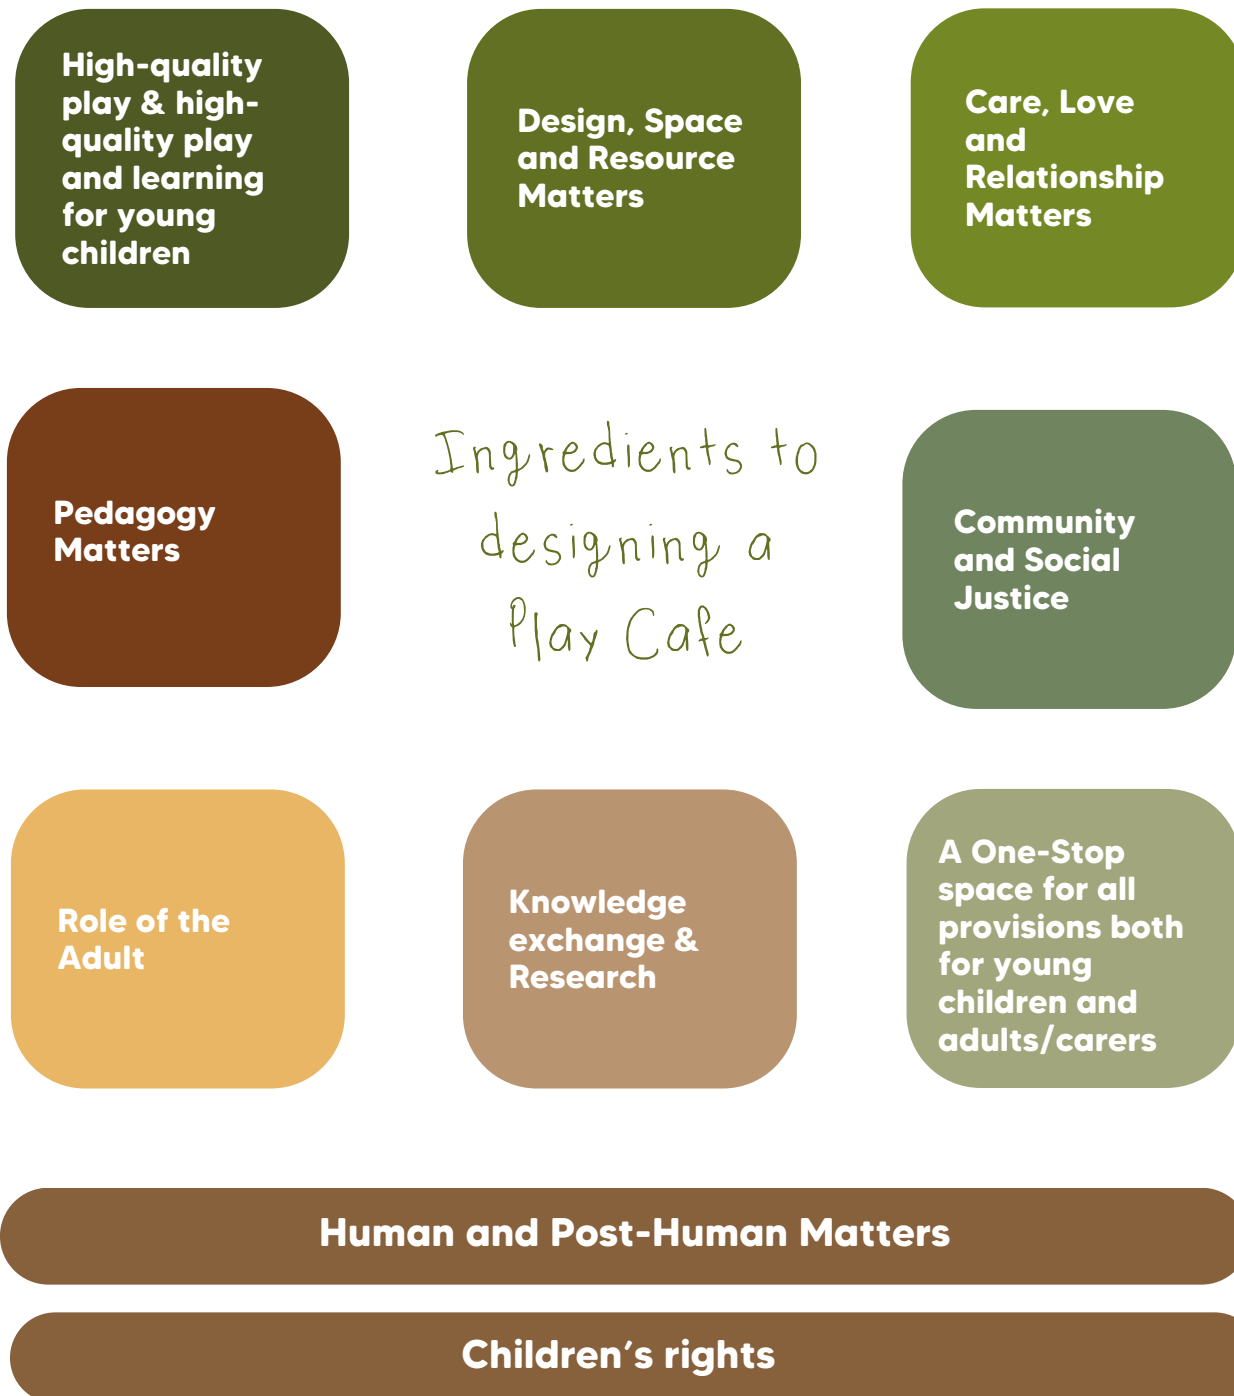 High-quality
play & high-
quality play
and learning
for young
children
Design, Space
and Resource
Matters
Care, Love
and
Relationship
Matters
Pedagogy
Matters
Ingredients to
designing a
Play Cafe
Community
and Social
Justice
Role of the
Adult
Knowledge
exchange &
Research
A One-Stop
space for all
provisions both
for young
children and
adults/carers
Human and Post-Human Matters
Children’s rights